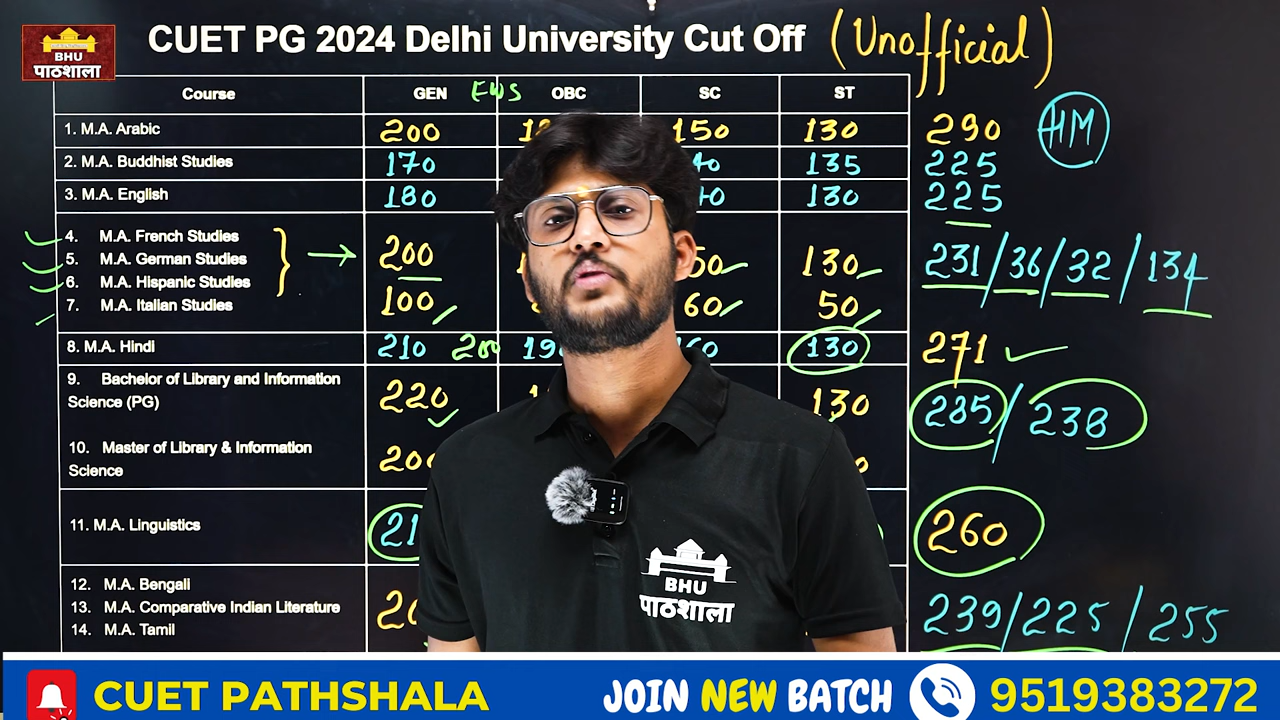 BHU
पाठशाला
CUET PG 2024 Delhi University Cut Off (Unofficial)
Course GEN EWS OBC SC ST
1. M.A. Arabic 200 150 130 290 HM
2. M.A. Buddhist Studies 170 135 225
3. M.A. English 180 130 225
4. M.A. French Studies
5. M.A. German Studies 200 130 231/36/32/134
6. M.A. Hispanic Studies
7. M.A. Italian Studies 100 60 50
8. M.A. Hindi 210 200 130 271
9. Bachelor of Library and Information
Science (PG) 220 130 285/238
10. Master of Library & Information
Science
11. M.A. Linguistics 260
12. M.A. Bengali
13. M.A. Comparative Indian Literature 239/225/255
14. M.A. Tamil
BHU
पाठशाला
CUET PATHSHALA JOIN NEW BATCH 9519383272